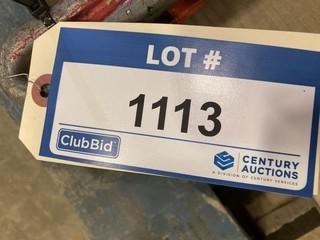 LOT #
1113
ClubBid
CENTURY
AUCTIONS
A DIVISION OF CENTURY SERVICES